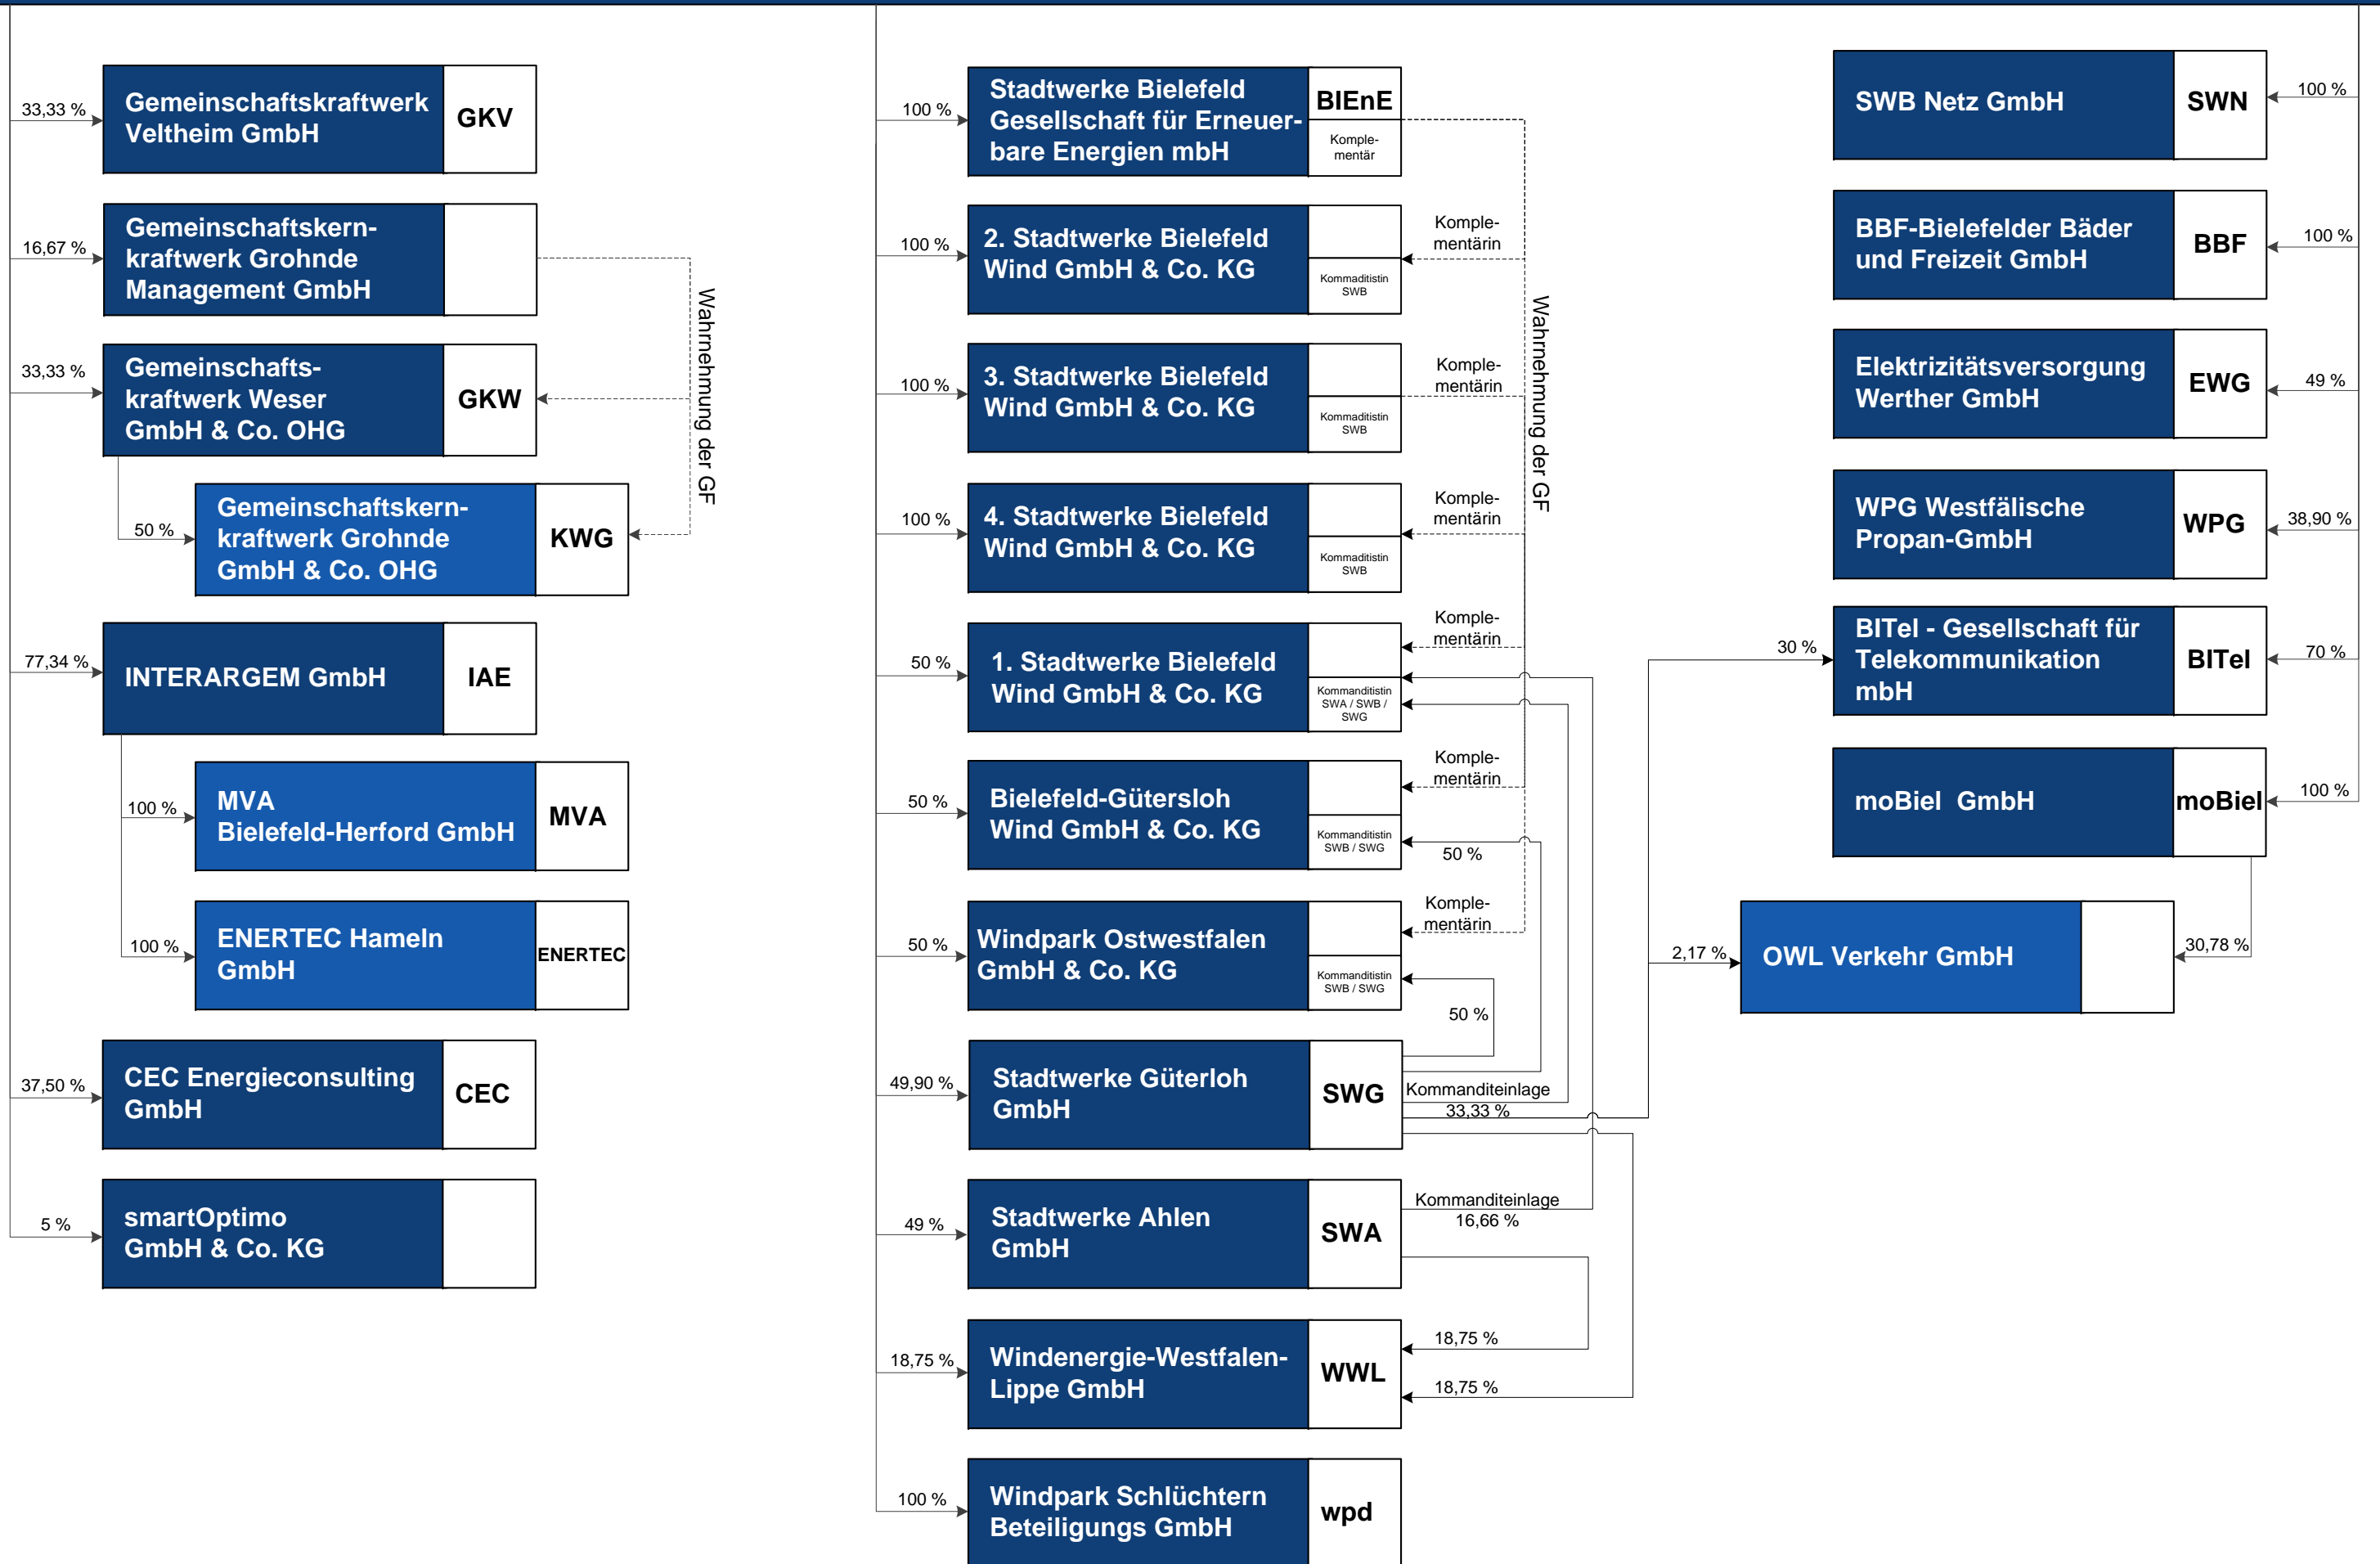 33,33 %
Gemeinschaftskraftwerk
Veltheim GmbH
GKV
16,67 %
Gemeinschaftskern-
kraftwerk Grohnde
Management GmbH
33,33 %
Gemeinschafts-
kraftwerk Weser
GmbH & Co. OHG
GKW
Wahrnehmung der GF
50 %
Gemeinschaftskern-
kraftwerk Grohnde
GmbH & Co. OHG
KWG
77,34 %
INTERARGEM GmbH
IAE
100 %
MVA
Bielefeld-Herford GmbH
MVA
100 %
ENERTEC Hameln
GmbH
ENERTEC
37,50 %
CEC Energieconsulting
GmbH
CEC
5 %
smartOptimo
GmbH & Co. KG
100 %
Stadtwerke Bielefeld
Gesellschaft für Erneuer-
bare Energien mbH
BIEnE
Komple-
mentär
100 %
2. Stadtwerke Bielefeld
Wind GmbH & Co. KG
Kommaditistin
SWB
Komple-
mentärin
Wahrnehmung der GF
100 %
3. Stadtwerke Bielefeld
Wind GmbH & Co. KG
Kommaditistin
SWB
Komple-
mentärin
100 %
4. Stadtwerke Bielefeld
Wind GmbH & Co. KG
Kommaditistin
SWB
Komple-
mentärin
50 %
1. Stadtwerke Bielefeld
Wind GmbH & Co. KG
Kommanditistin
SWA / SWB /
SWG
Komple-
mentärin
50 %
Bielefeld-Gütersloh
Wind GmbH & Co. KG
Kommanditistin
SWB / SWG
Komple-
mentärin
50 %
50 %
Windpark Ostwestfalen
GmbH & Co. KG
Kommanditistin
SWB / SWG
Komple-
mentärin
50 %
49,90 %
Stadtwerke Güterloh
GmbH
SWG
Kommanditeinlage
33,33 %
49 %
Stadtwerke Ahlen
GmbH
SWA
Kommanditeinlage
16,66 %
18,75 %
Windenergie-Westfalen-
Lippe GmbH
WWL
18,75 %
18,75 %
100 %
Windpark Schlüchtern
Beteiligungs GmbH
wpd
SWB Netz GmbH
SWN
100 %
BBF-Bielefelder Bäder
und Freizeit GmbH
BBF
100 %
Elektrizitätsversorgung
Werther GmbH
EWG
49 %
WPG Westfälische
Propan-GmbH
WPG
38,90 %
30 %
BITel - Gesellschaft für
Telekommunikation
mbH
BITel
70 %
moBiel GmbH
moBiel
100 %
2,17 %
OWL Verkehr GmbH
30,78 %